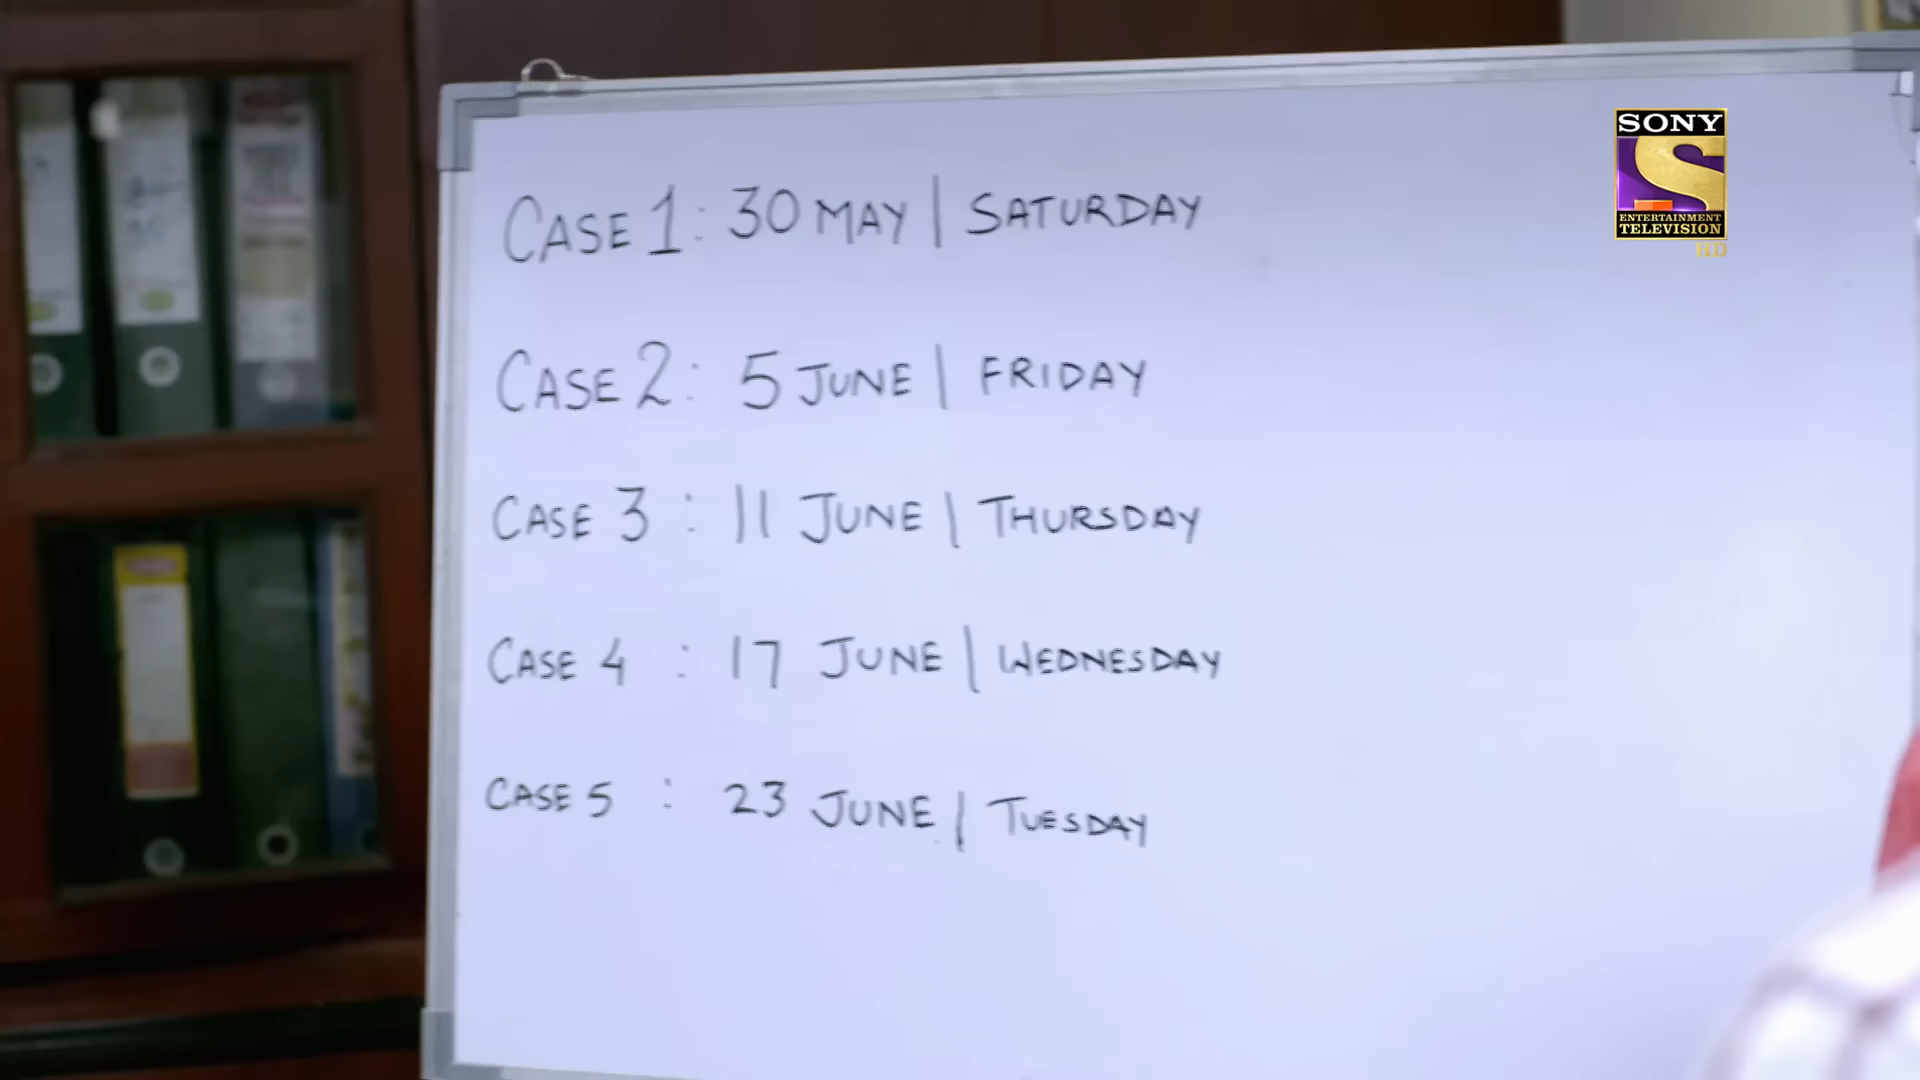 SONY
ENTERTAINMENT
TELEVISION
HD
CASE 1: 30 MAY | SATURDAY
CASE 2: 5 JUNE | FRIDAY
CASE 3 : 11 JUNE | THURSDAY
CASE 4 : 17 JUNE | WEDNESDAY
CASE 5 : 23 JUNE | TUESDAY